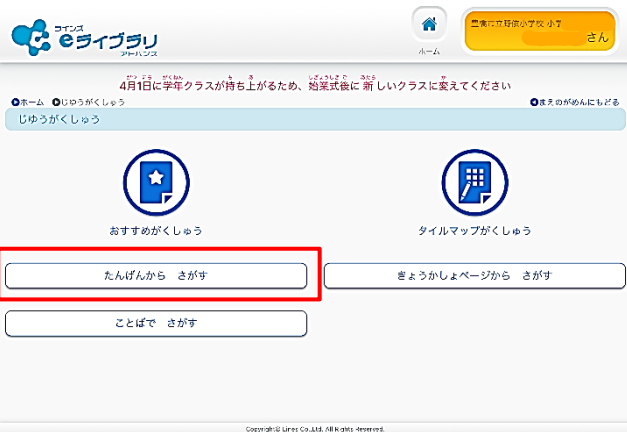 ラインズ
eライブラリ
アドバンス
ホーム
小学校 小学
さん
4月1日に学年クラスが持ち上がるため、始業式後に新しいクラスに変えてください
ホーム じゆうがくしゅう
まえのがめんにもどる
じゆうがくしゅう
おすすめがくしゅう
タイルマップがくしゅう
たんげんから さがす
きょうかしょページから さがす
ことばで さがす
Copyright© Lines Co.,Ltd. All Rights Reserved.